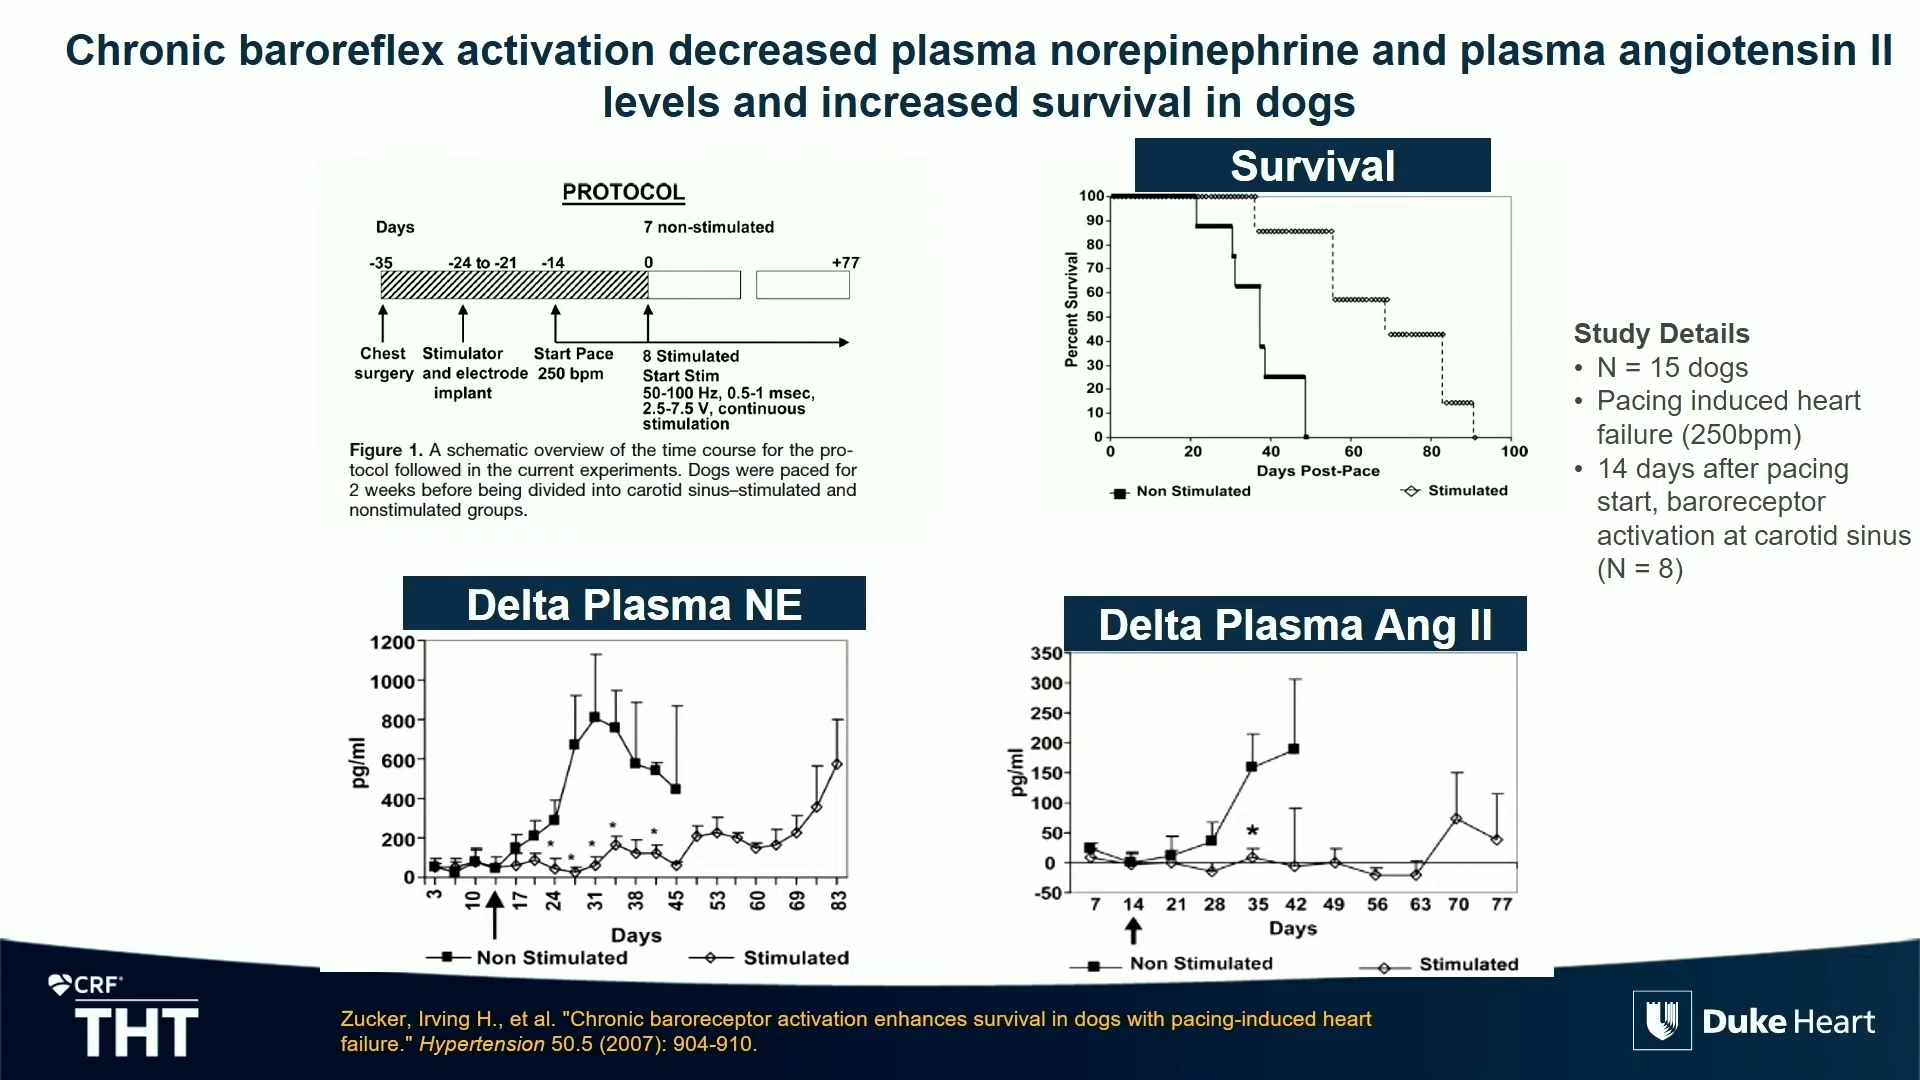 Chronic baroreflex activation decreased plasma norepinephrine and plasma angiotensin II
levels and increased survival in dogs
PROTOCOL
Days
7 non-stimulated
-35
-24 to -21
-14
0
+77
Chest
surgery
Stimulator
and electrode
implant
Start Pace
250 bpm
8 Stimulated
Start Stim
50-100 Hz, 0.5-1 msec,
2.5-7.5 V, continuous
stimulation
Figure 1. A schematic overview of the time course for the pro-
tocol followed in the current experiments. Dogs were paced for
2 weeks before being divided into carotid sinus–stimulated and
nonstimulated groups.
Survival
Percent Survival
100
90
80
70
60
50
40
30
20
10
0
0 20 40 60 80 100
Days Post-Pace
Non Stimulated
Stimulated
Study Details
• N = 15 dogs
• Pacing induced heart
failure (250bpm)
• 14 days after pacing
start, baroreceptor
activation at carotid sinus
(N = 8)
Delta Plasma NE
pg/ml
1200
1000
800
600
400
200
0
* * * * *
3 10 17 24 31 38 45 53 60 69 83
Days
Non Stimulated
Stimulated
Delta Plasma Ang II
pg/ml
350
300
250
200
150
100
50
0
-50
*
7 14 21 28 35 42 49 56 63 70 77
Days
Non Stimulated
Stimulated
CRF®
THT
Zucker, Irving H., et al. "Chronic baroreceptor activation enhances survival in dogs with pacing-induced heart
failure." Hypertension 50.5 (2007): 904-910.
Duke Heart